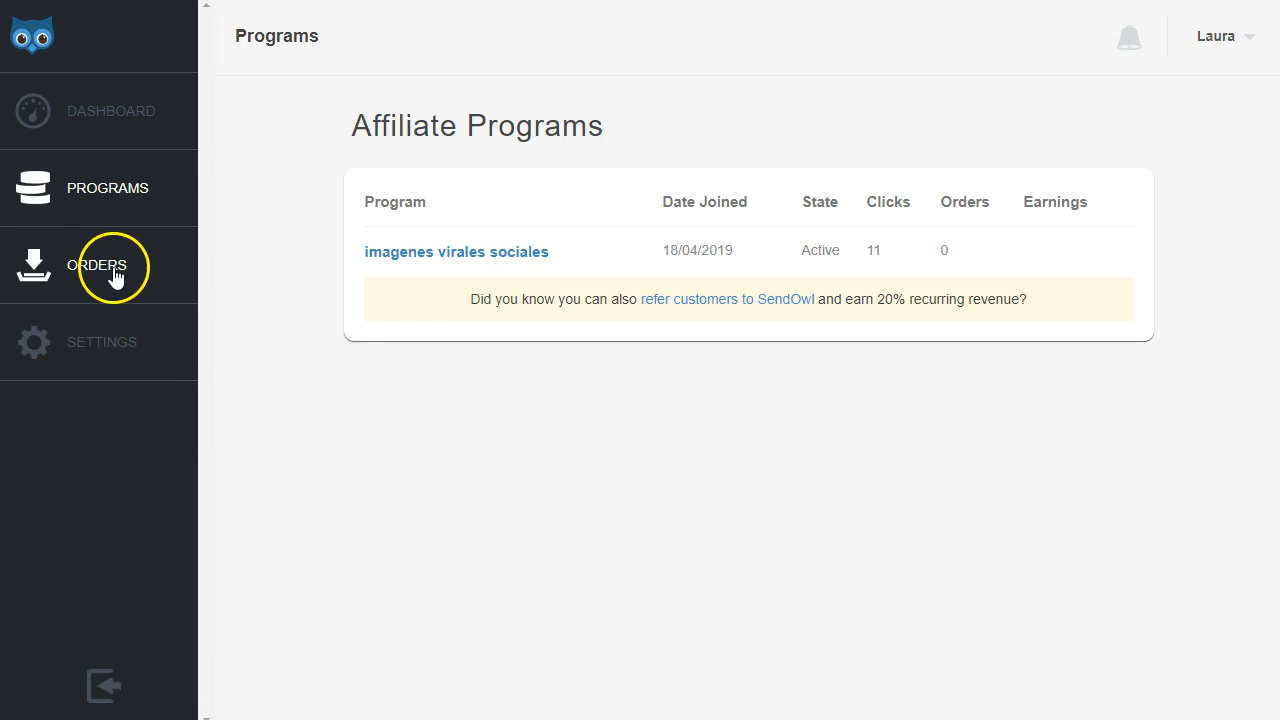 Programs
Laura
DASHBOARD
PROGRAMS
ORDERS
SETTINGS
Affiliate Programs
Program Date Joined State Clicks Orders Earnings
imagenes virales sociales 18/04/2019 Active 11 0
Did you know you can also refer customers to SendOwl and earn 20% recurring revenue?